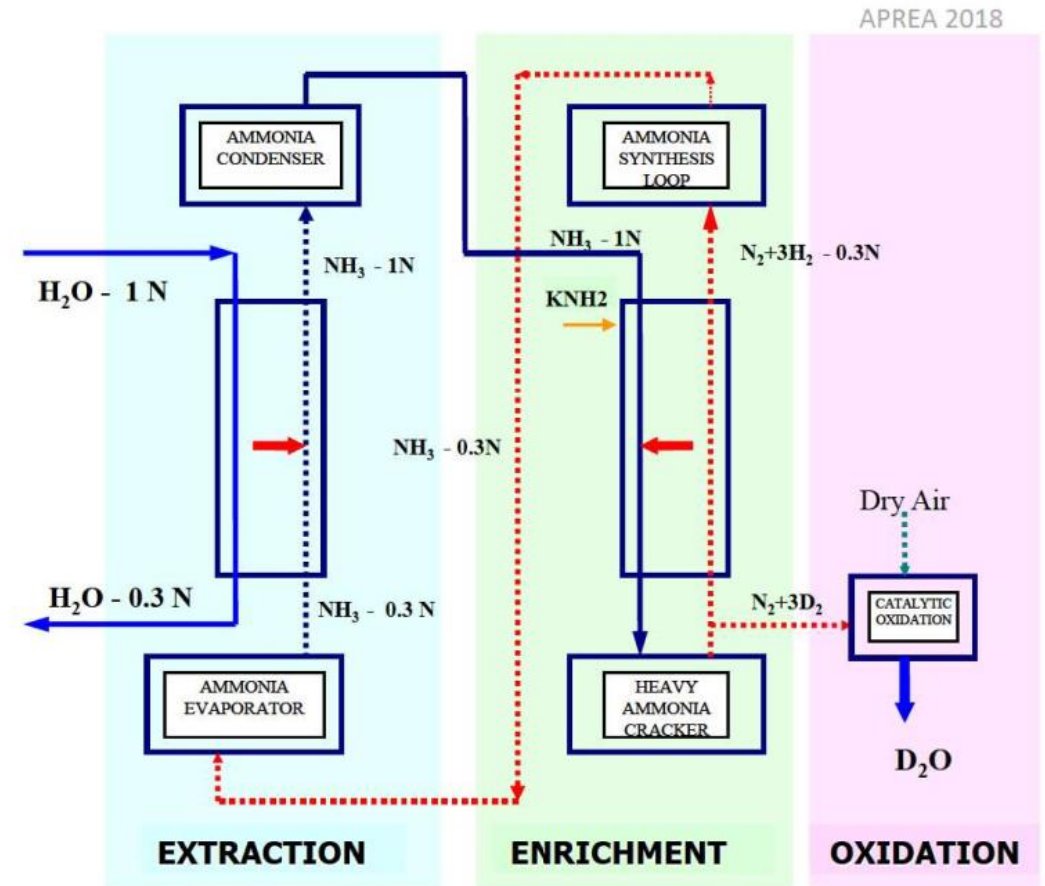 APREA 2018
AMMONIA
CONDENSER
AMMONIA
SYNTHESIS
LOOP
NH₃ - 1N
NH₃ - 1N
N₂+3H₂ - 0.3N
H₂O - 1 N
KNH2
NH₃ - 0.3N
Dry Air
H₂O - 0.3 N
NH₃ - 0.3 N
N₂+3D₂
CATALYTIC
OXIDATION
AMMONIA
EVAPORATOR
HEAVY
AMMONIA
CRACKER
D₂O
EXTRACTION
ENRICHMENT
OXIDATION